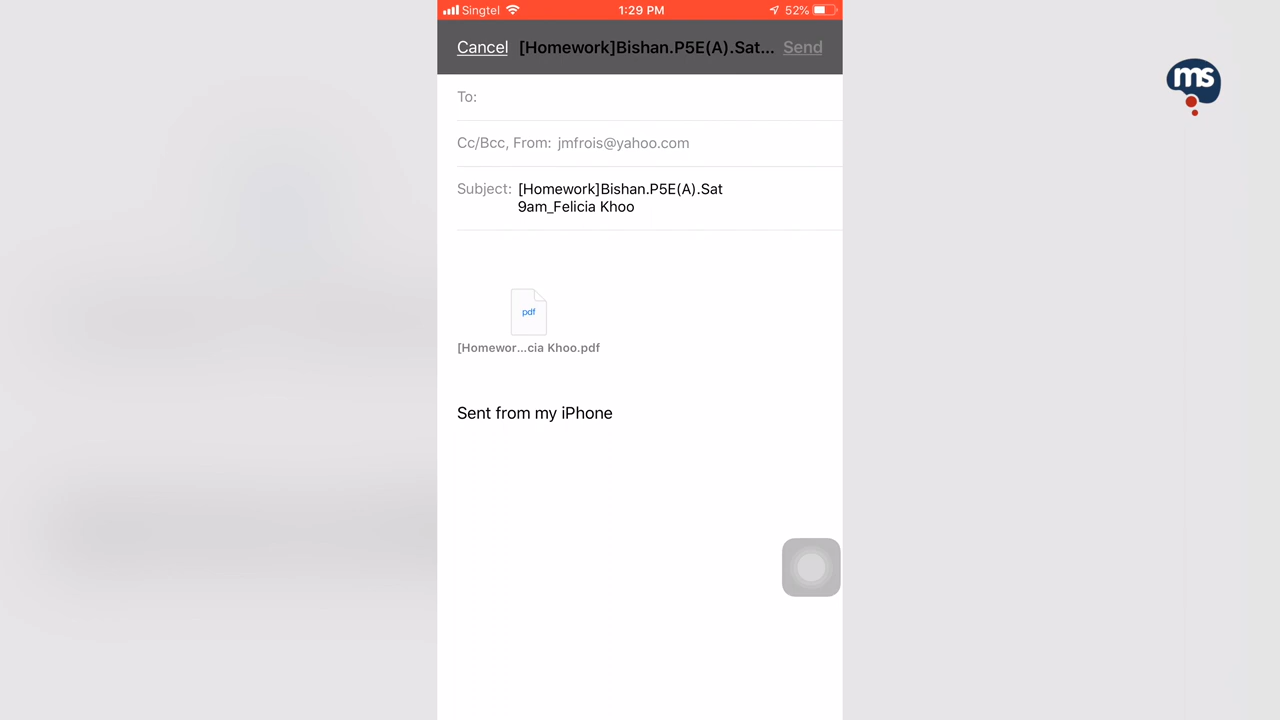 Singtel 1:29 PM 52%
Cancel [Homework]Bishan.P5E(A).Sat... Send
ms
To:
Cc/Bcc, From: jmfrois@yahoo.com
Subject: [Homework]Bishan.P5E(A).Sat
9am_Felicia Khoo
pdf
[Homewor...cia Khoo.pdf
Sent from my iPhone